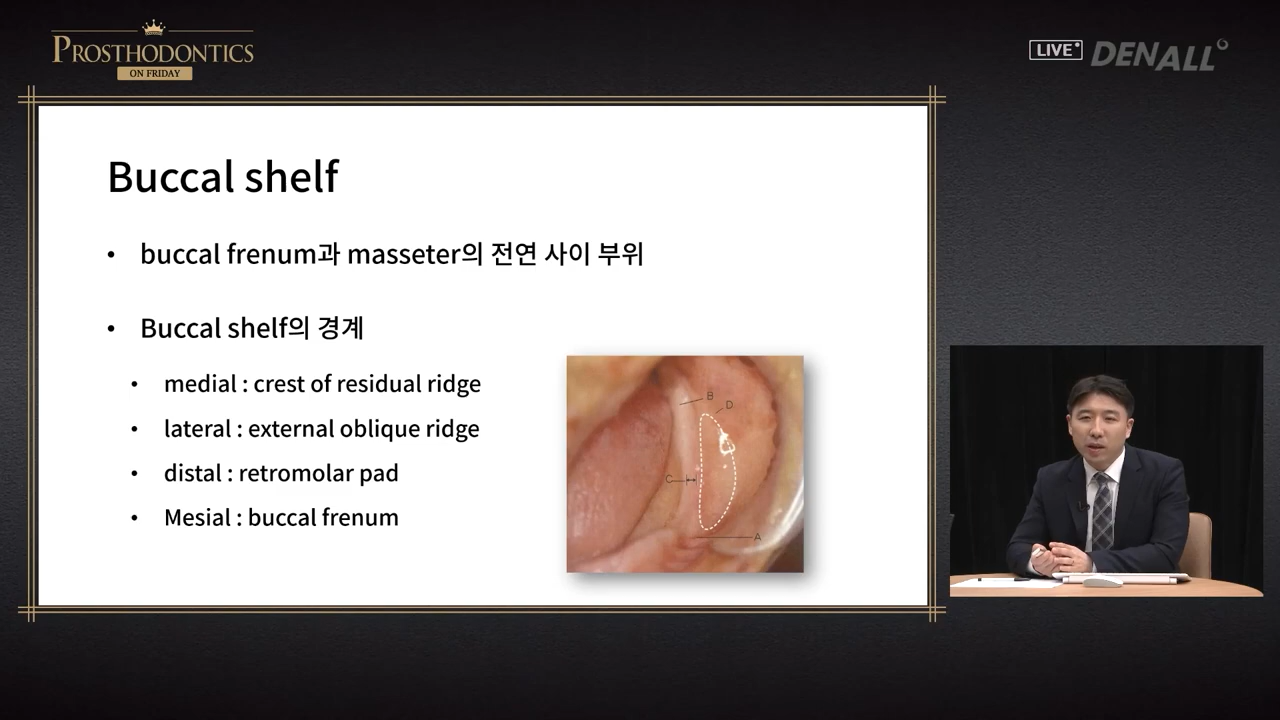 PROSTHODONTICS
ON FRIDAY
LIVE
DENALL
Buccal shelf
• buccal frenum과 masseter의 전연 사이 부위
• Buccal shelf의 경계
• medial : crest of residual ridge
• lateral : external oblique ridge
• distal : retromolar pad
• Mesial : buccal frenum
B
D
C
A